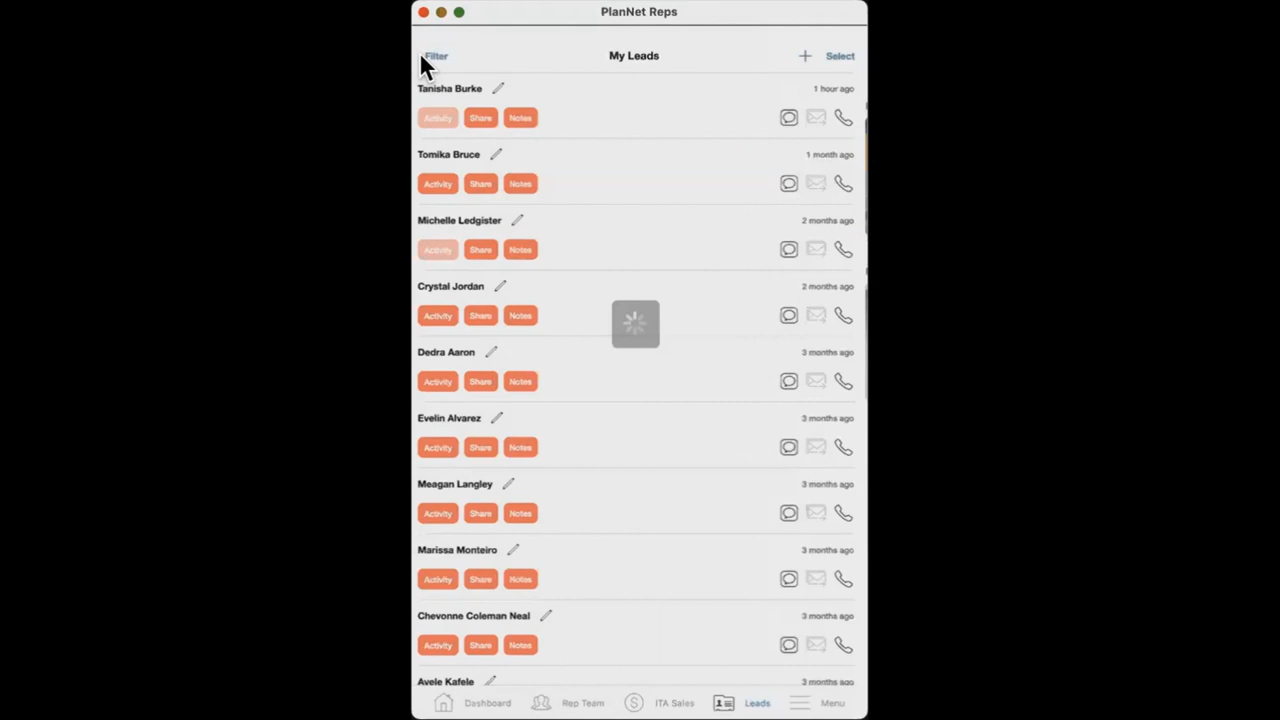 PlanNet Reps
Filter My Leads + Select
Tanisha Burke 1 hour ago
Activity Share Notes
Tomika Bruce 1 month ago
Activity Share Notes
Michelle Ledgister 2 months ago
Activity Share Notes
Crystal Jordan 2 months ago
Activity Share Notes
Dedra Aaron 3 months ago
Activity Share Notes
Evelin Alvarez 3 months ago
Activity Share Notes
Meagan Langley 3 months ago
Activity Share Notes
Marissa Monteiro 3 months ago
Activity Share Notes
Chevonne Coleman Neal 3 months ago
Activity Share Notes
Avele Kafele 3 months ago
Dashboard Rep Team $ ITA Sales Leads Menu